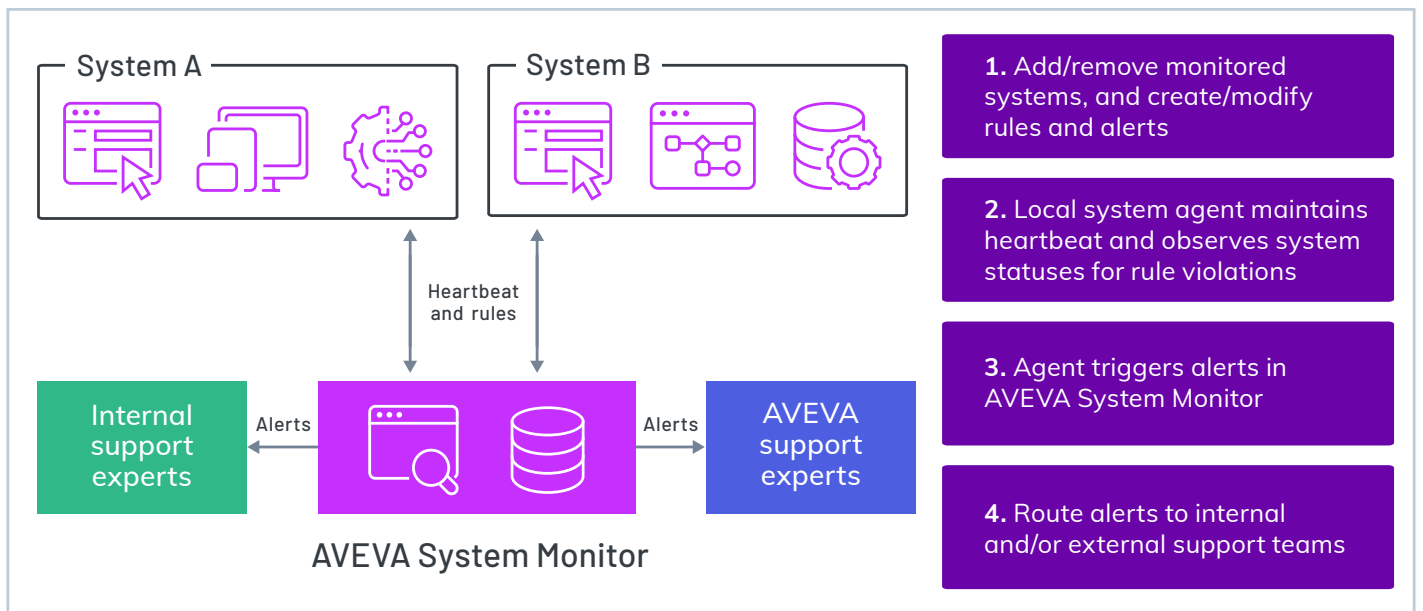 System A
System B
Heartbeat
and rules
Internal
support
experts
Alerts
Alerts
AVEVA
support
experts
AVEVA System Monitor
1. Add/remove monitored
systems, and create/modify
rules and alerts
2. Local system agent maintains
heartbeat and observes system
statuses for rule violations
3. Agent triggers alerts in
AVEVA System Monitor
4. Route alerts to internal
and/or external support teams